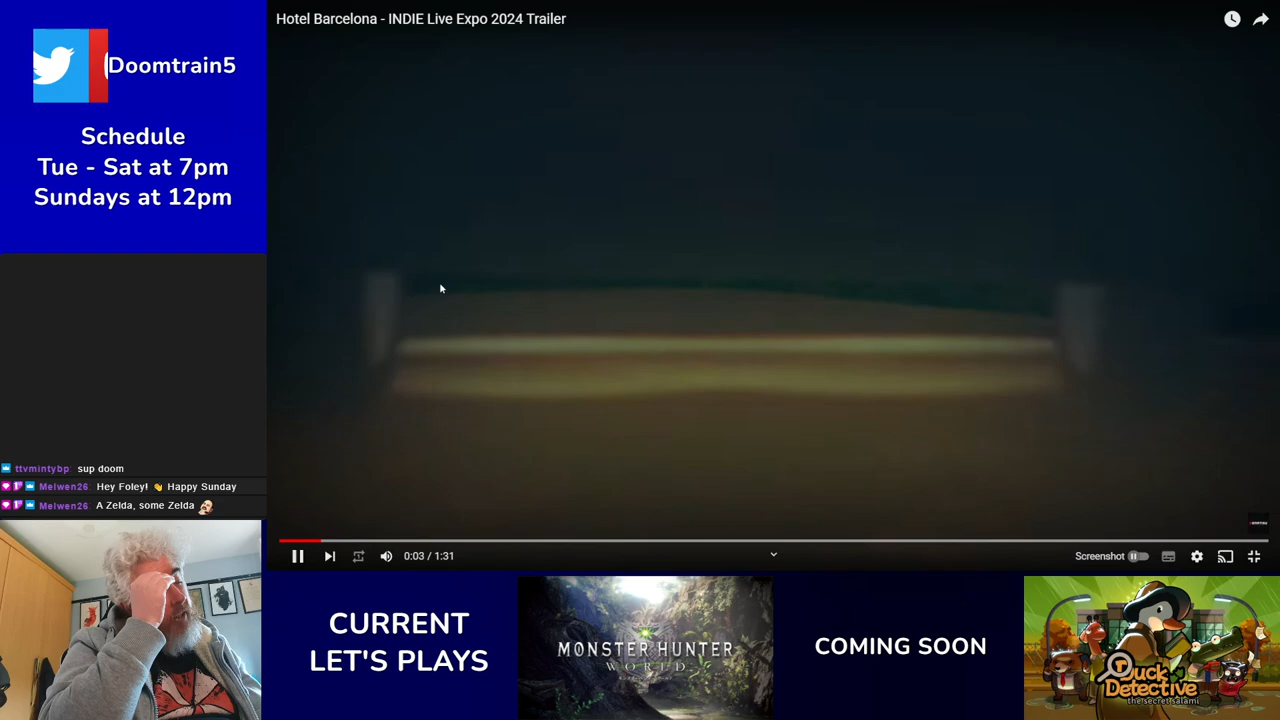 Hotel Barcelona - INDIE Live Expo 2024 Trailer
Doomtrain5
Schedule
Tue - Sat at 7pm
Sundays at 12pm
ttvmintybp: sup doom
Melwen26: Hey Foley! 👋 Happy Sunday
Melwen26: A Zelda, some Zelda
0:03 / 1:31
Screenshot
CURRENT
LET'S PLAYS
MONSTER HUNTER
WORLD
COMING SOON
Duck
Detective
the secret salami